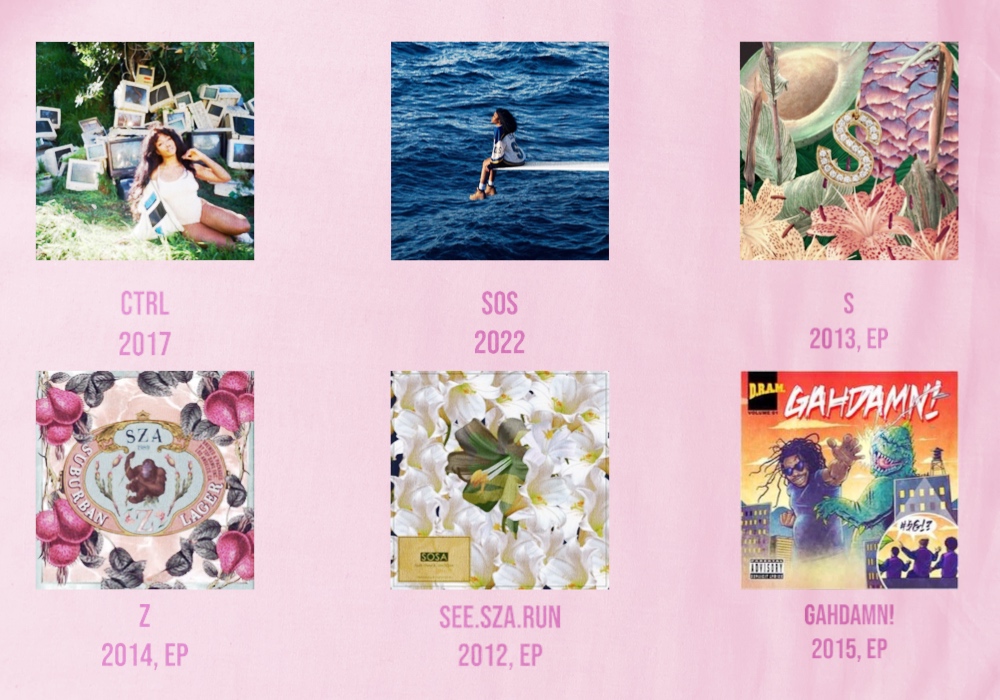 S
CTRL
2017
SOS
2022
S
2013, EP
SZA
SUBURBAN
LAGER
Z
SOSA
D.R.A.M.
VOLUME 01
GAHDAMN!
#$&!?
PARENTAL
ADVISORY
EXPLICIT LYRICS
Z
2014, EP
SEE.SZA.RUN
2012, EP
GAHDAMN!
2015, EP